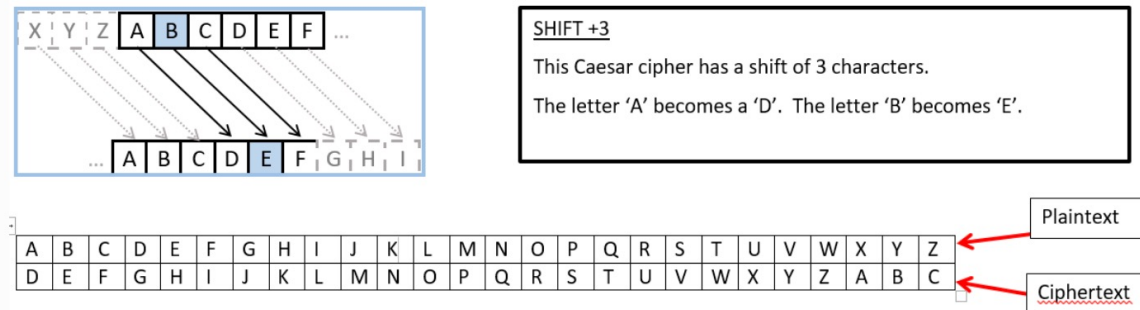 X Y Z A B C D E F ...
... A B C D E F G H I
SHIFT +3
This Caesar cipher has a shift of 3 characters.
The letter ‘A’ becomes a ‘D’. The letter ‘B’ becomes ‘E’.
Plaintext
A B C D E F G H I J K L M N O P Q R S T U V W X Y Z
D E F G H I J K L M N O P Q R S T U V W X Y Z A B C
Ciphertext